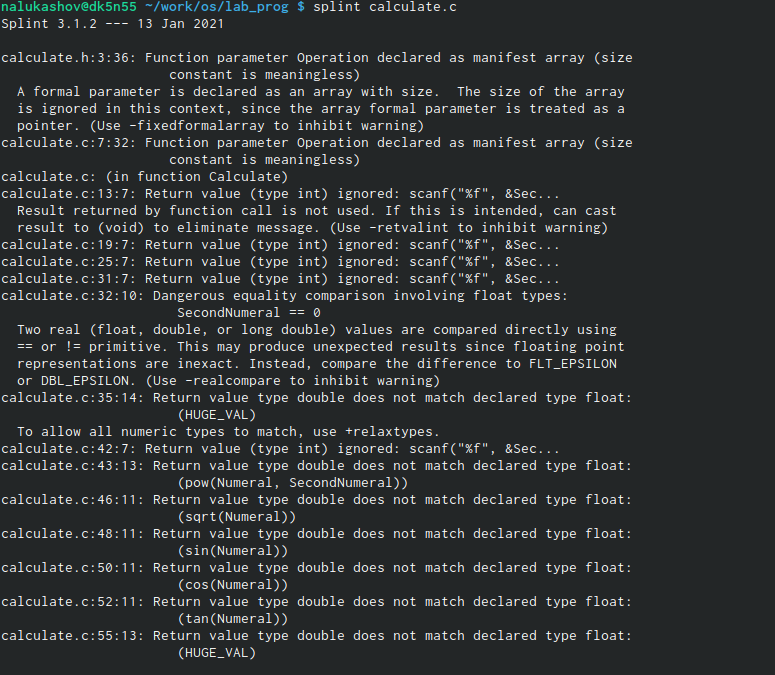 nalukashov@dk5n55 ~/work/os/lab_prog $ splint calculate.c
Splint 3.1.2 --- 13 Jan 2021

calculate.h:3:36: Function parameter Operation declared as manifest array (size
                     constant is meaningless)
  A formal parameter is declared as an array with size.  The size of the array
  is ignored in this context, since the array formal parameter is treated as a
  pointer. (Use -fixedformalarray to inhibit warning)
calculate.c:7:32: Function parameter Operation declared as manifest array (size
                     constant is meaningless)
calculate.c: (in function Calculate)
calculate.c:13:7: Return value (type int) ignored: scanf("%f", &Sec...
  Result returned by function call is not used. If this is intended, can cast
  result to (void) to eliminate message. (Use -retvalint to inhibit warning)
calculate.c:19:7: Return value (type int) ignored: scanf("%f", &Sec...
calculate.c:25:7: Return value (type int) ignored: scanf("%f", &Sec...
calculate.c:31:7: Return value (type int) ignored: scanf("%f", &Sec...
calculate.c:32:10: Dangerous equality comparison involving float types:
                      SecondNumeral == 0
  Two real (float, double, or long double) values are compared directly using
  == or != primitive. This may produce unexpected results since floating point
  representations are inexact. Instead, compare the difference to FLT_EPSILON
  or DBL_EPSILON. (Use -realcompare to inhibit warning)
calculate.c:35:14: Return value type double does not match declared type float:
                      (HUGE_VAL)
  To allow all numeric types to match, use +relaxtypes.
calculate.c:42:7: Return value (type int) ignored: scanf("%f", &Sec...
calculate.c:43:13: Return value type double does not match declared type float:
                      (pow(Numeral, SecondNumeral))
calculate.c:46:11: Return value type double does not match declared type float:
                      (sqrt(Numeral))
calculate.c:48:11: Return value type double does not match declared type float:
                      (sin(Numeral))
calculate.c:50:11: Return value type double does not match declared type float:
                      (cos(Numeral))
calculate.c:52:11: Return value type double does not match declared type float:
                      (tan(Numeral))
calculate.c:55:13: Return value type double does not match declared type float:
                      (HUGE_VAL)